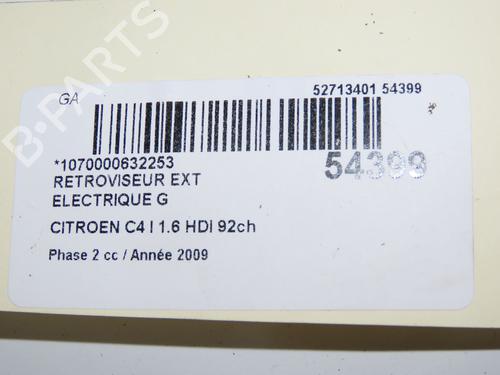 B-PARTS
GA
52713401 54399
*1070000632253
54399
RETROVISEUR EXT
ELECTRIQUE G
CITROEN C4 I 1.6 HDI 92ch
Phase 2 cc / Année 2009